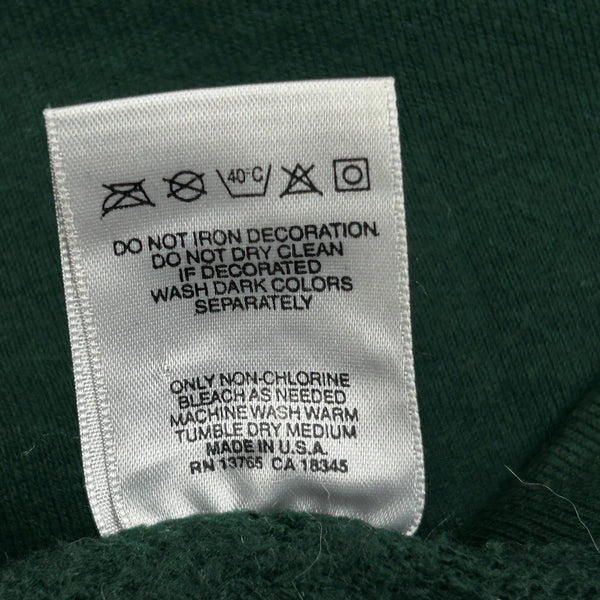 40°C
DO NOT IRON DECORATION
DO NOT DRY CLEAN
IF DECORATED
WASH DARK COLORS
SEPARATELY
ONLY NON-CHLORINE
BLEACH AS NEEDED
MACHINE WASH WARM
TUMBLE DRY MEDIUM
MADE IN U.S.A.
RN 13765 CA 18345